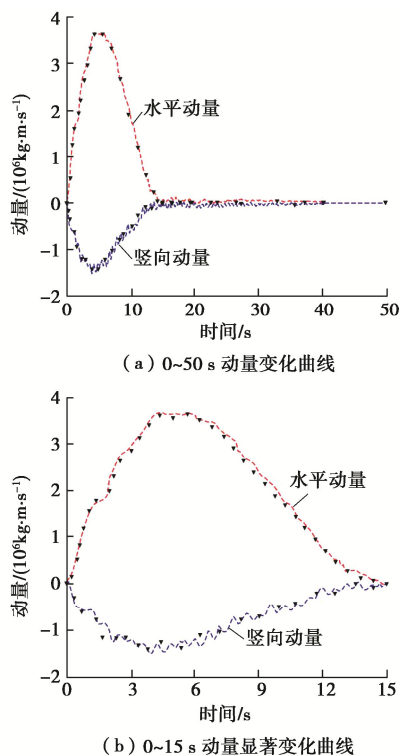 4
3
2
1
0
−1
−2
动量/(10⁶kg·m·s⁻¹)
水平动量
竖向动量
0 10 20 30 40 50
时间/s
（a）0~50 s 动量变化曲线
4
3
2
1
0
−1
−2
动量/(10⁶kg·m·s⁻¹)
水平动量
竖向动量
0 3 6 9 12 15
时间/s
（b）0~15 s 动量显著变化曲线